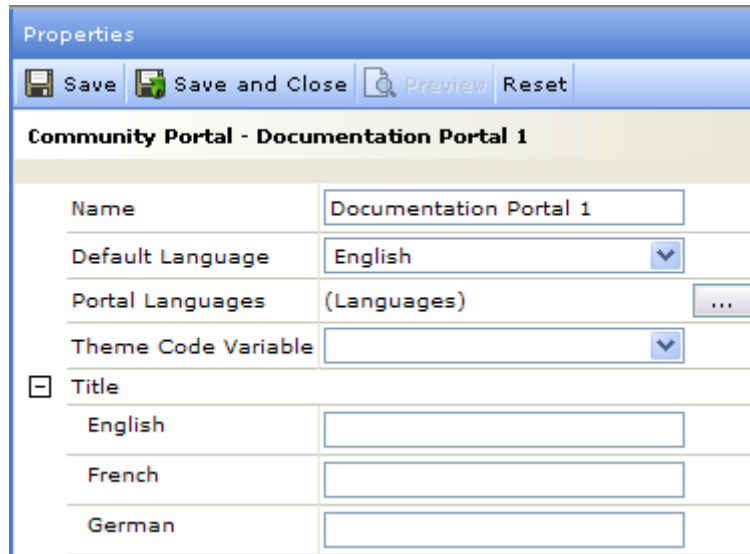 Properties
Save Save and Close Preview Reset
Community Portal - Documentation Portal 1
Name Documentation Portal 1
Default Language English
Portal Languages (Languages) ...
Theme Code Variable
Title
English
French
German